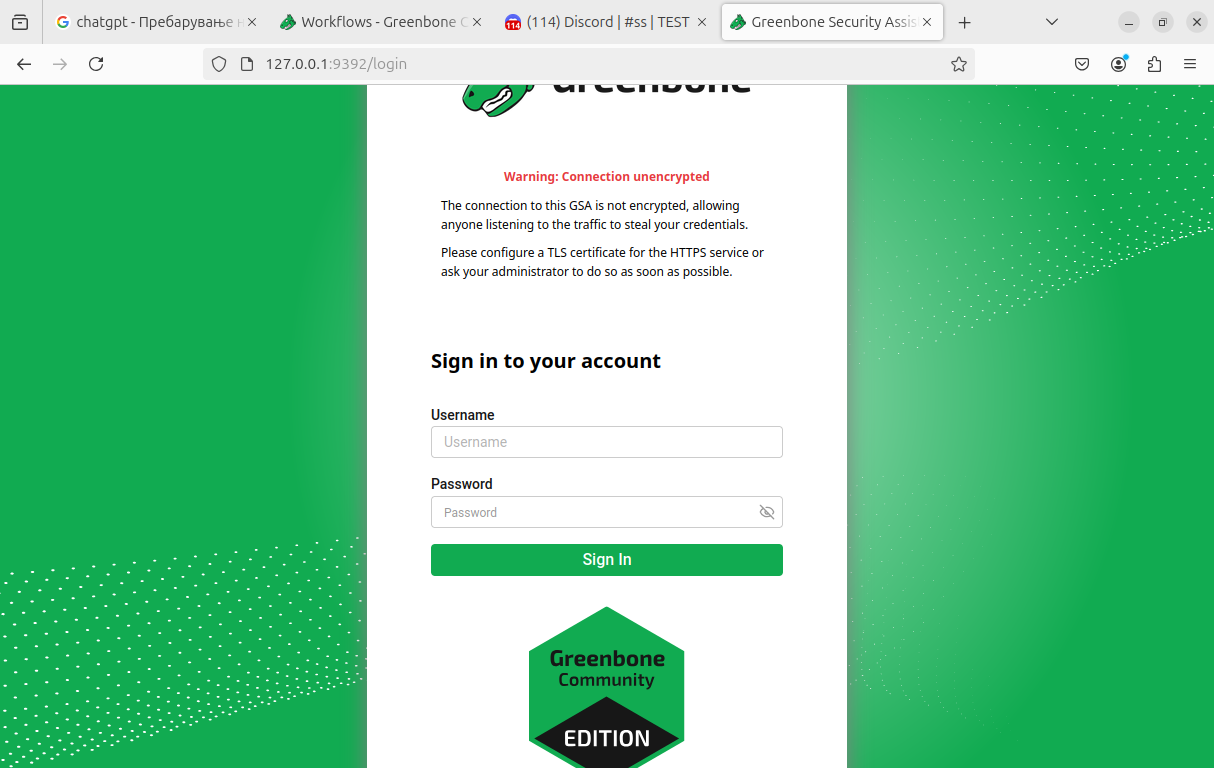 chatgpt - Пребарување н
Workflows - Greenbone C
114
(114) Discord | #ss | TEST
Greenbone Security Assis
127.0.0.1:9392/login
Greenbone
Warning: Connection unencrypted
The connection to this GSA is not encrypted, allowing
anyone listening to the traffic to steal your credentials.
Please configure a TLS certificate for the HTTPS service or
ask your administrator to do so as soon as possible.
Sign in to your account
Username
Username
Password
Password
Sign In
Greenbone
Community
EDITION